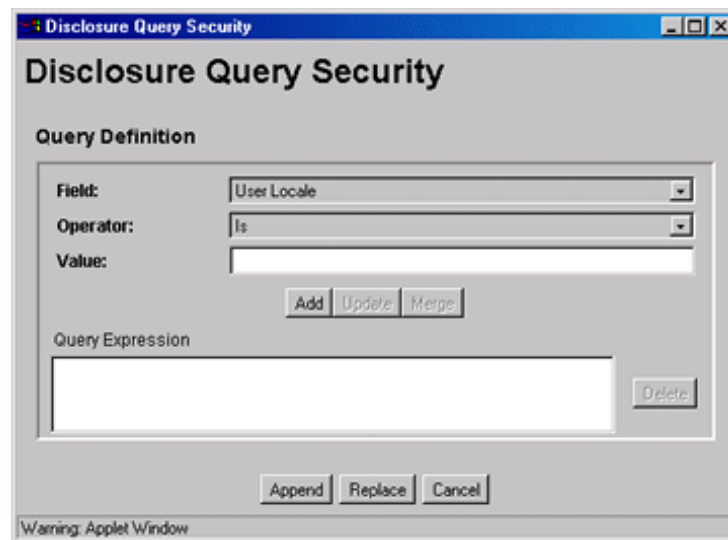 Disclosure Query Security
Disclosure Query Security
Query Definition
Field: User Locale
Operator: Is
Value:
Add Update Merge
Query Expression
Delete
Append Replace Cancel
Warning: Applet Window